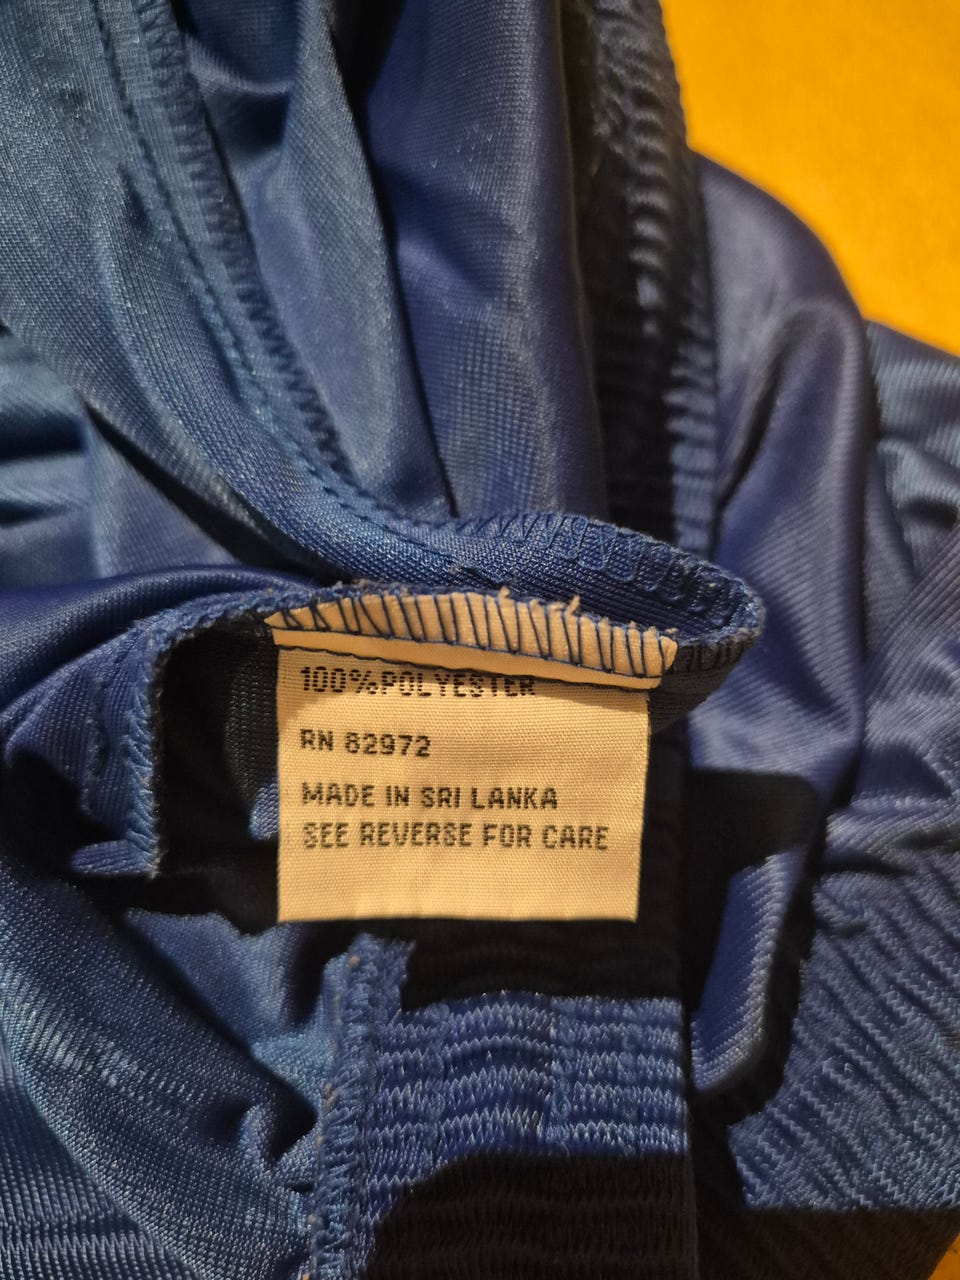 100%POLYESTER
RN 82972
MADE IN SRI LANKA
SEE REVERSE FOR CARE